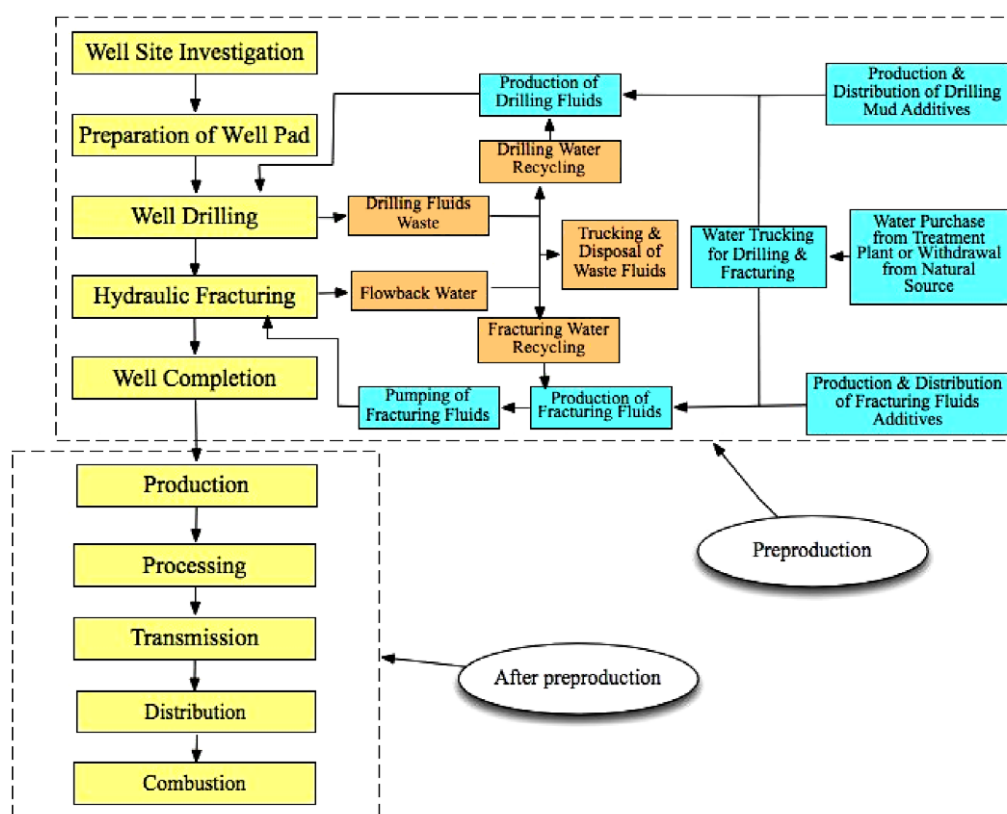 Well Site Investigation
Preparation of Well Pad
Well Drilling
Hydraulic Fracturing
Well Completion
Production of
Drilling Fluids
Drilling Water
Recycling
Drilling Fluids
Waste
Flowback Water
Trucking &
Disposal of
Waste Fluids
Fracturing Water
Recycling
Pumping of
Fracturing Fluids
Production of
Fracturing Fluids
Water Trucking
for Drilling &
Fracturing
Production &
Distribution of Drilling
Mud Additives
Water Purchase
from Treatment
Plant or Withdrawal
from Natural
Source
Production & Distribution
of Fracturing Fluids
Additives
Preproduction
Production
Processing
Transmission
Distribution
Combustion
After preproduction